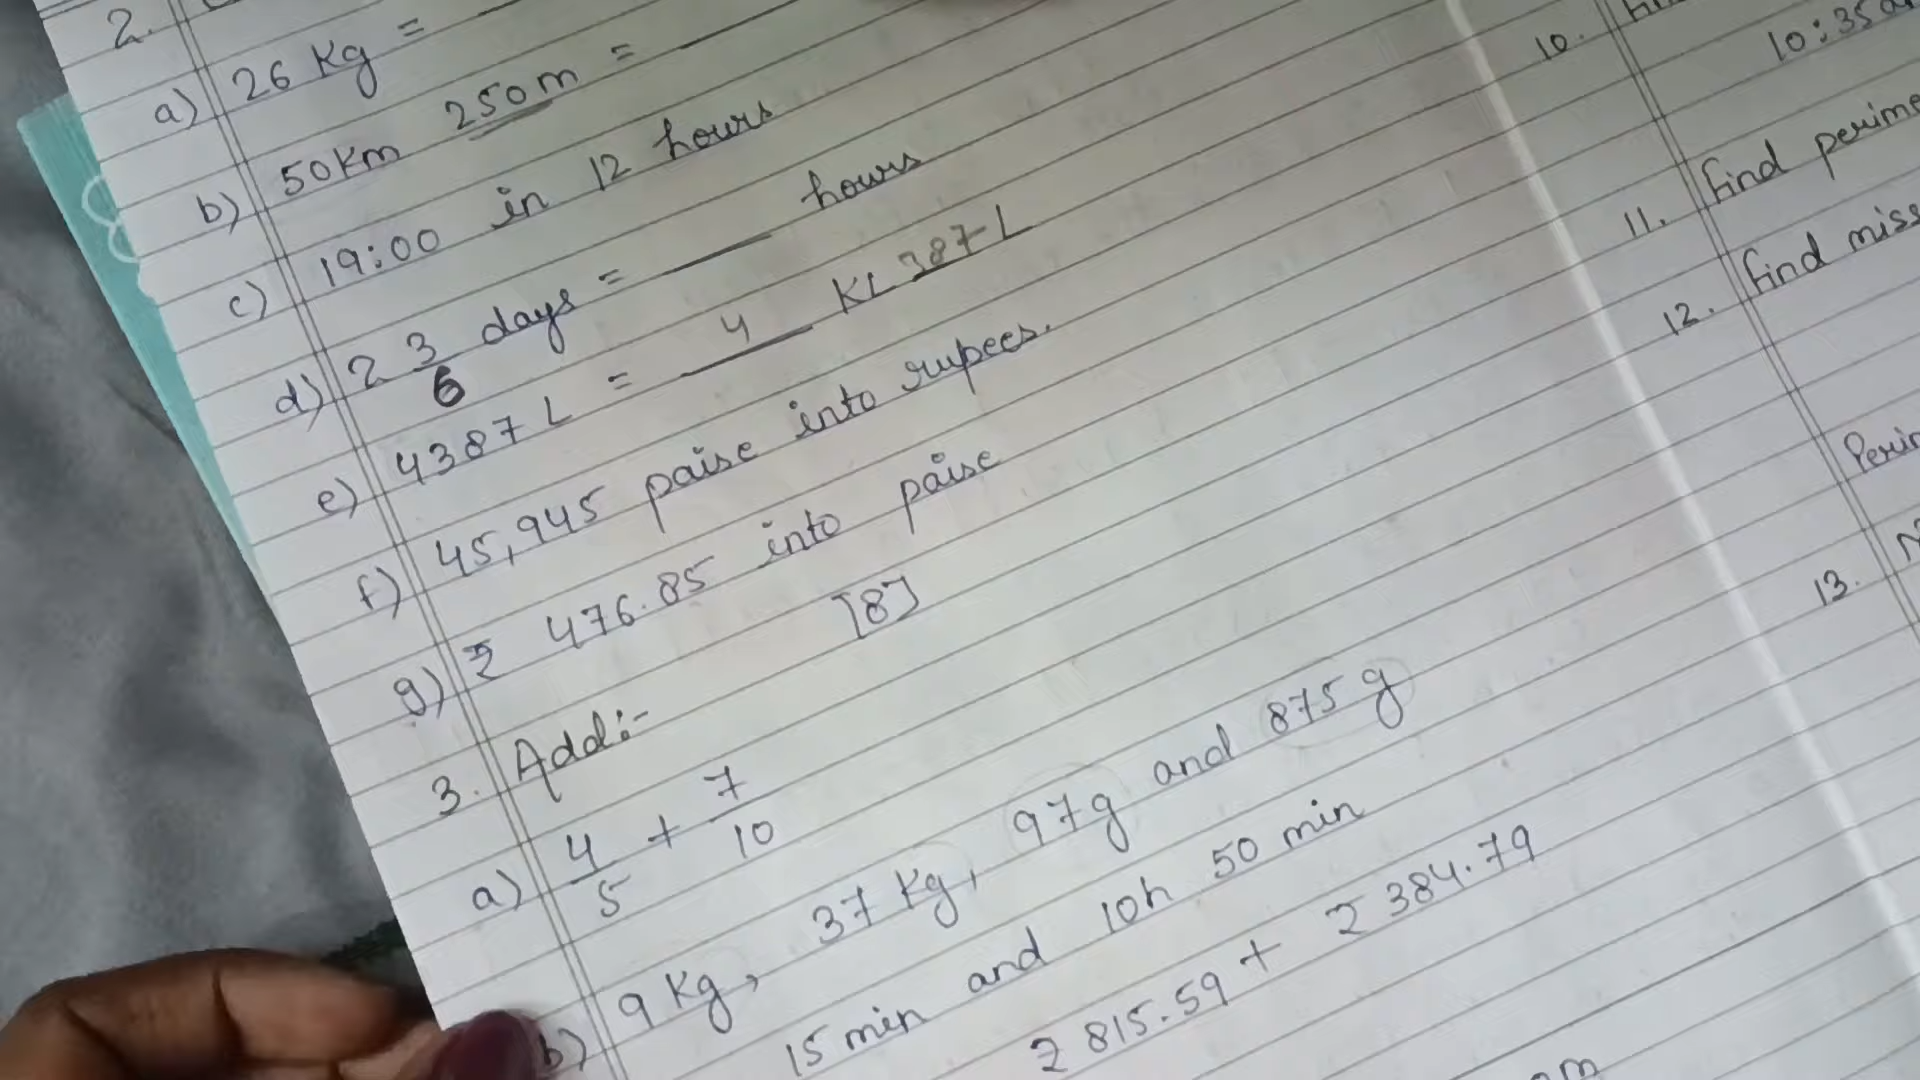 2.
a) 26 Kg =
b) 50Km 250m =
c) 19:00 in 12 hours
d) 2 3/6 days = ____ hours
e) 4387 L = 4 KL 387 L
f) 45,945 paise into rupees.
g) ₹ 476.85 into paise
[8]
3. Add:-
a) 4/5 + 7/10
b) 9 Kg, 37 Kg, 97g and 875 g
15 min and 10h 50 min
₹ 815.59 + ₹ 384.79
10.
10:35
11. Find
12. Find
13.